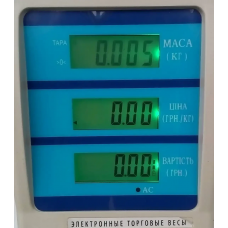 ТАРА
0.005
МАСА
-0-
(КГ)
0.00
ЦІНА
(ГРН./КГ)
0.00
ВАРТІСТЬ
(ГРН.)
AC
ЭЛЕКТРОННЫЕ ТОРГОВЫЕ ВЕСЫ